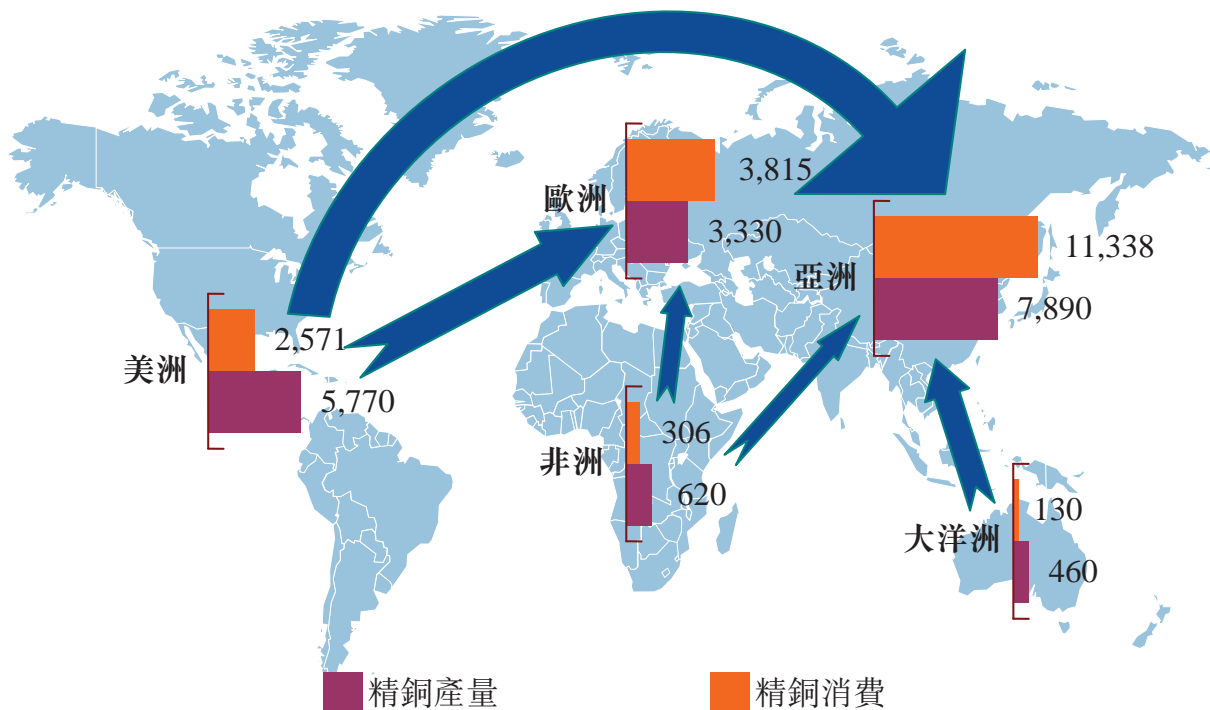 歐洲
3,815
3,330
亞洲
11,338
7,890
美洲
2,571
5,770
非洲
306
620
大洋洲
130
460
精銅產量
精銅消費